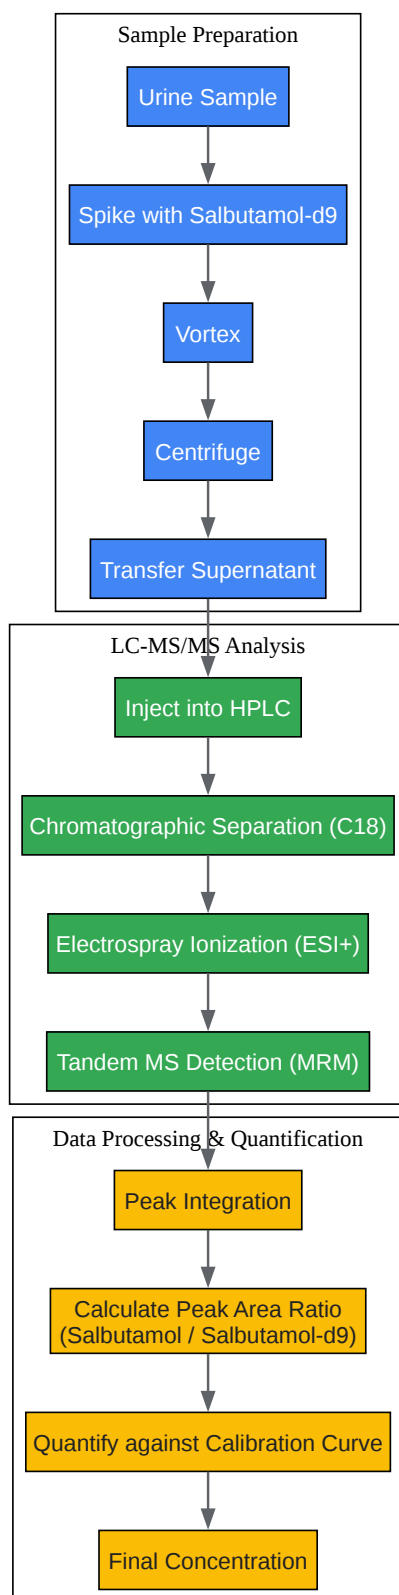 Sample Preparation
Urine Sample
Spike with Salbutamol-d9
Vortex
Centrifuge
Transfer Supernatant
LC-MS/MS Analysis
Inject into HPLC
Chromatographic Separation (C18)
Electrospray Ionization (ESI+)
Tandem MS Detection (MRM)
Data Processing & Quantification
Peak Integration
Calculate Peak Area Ratio
(Salbutamol / Salbutamol-d9)
Quantify against Calibration Curve
Final Concentration